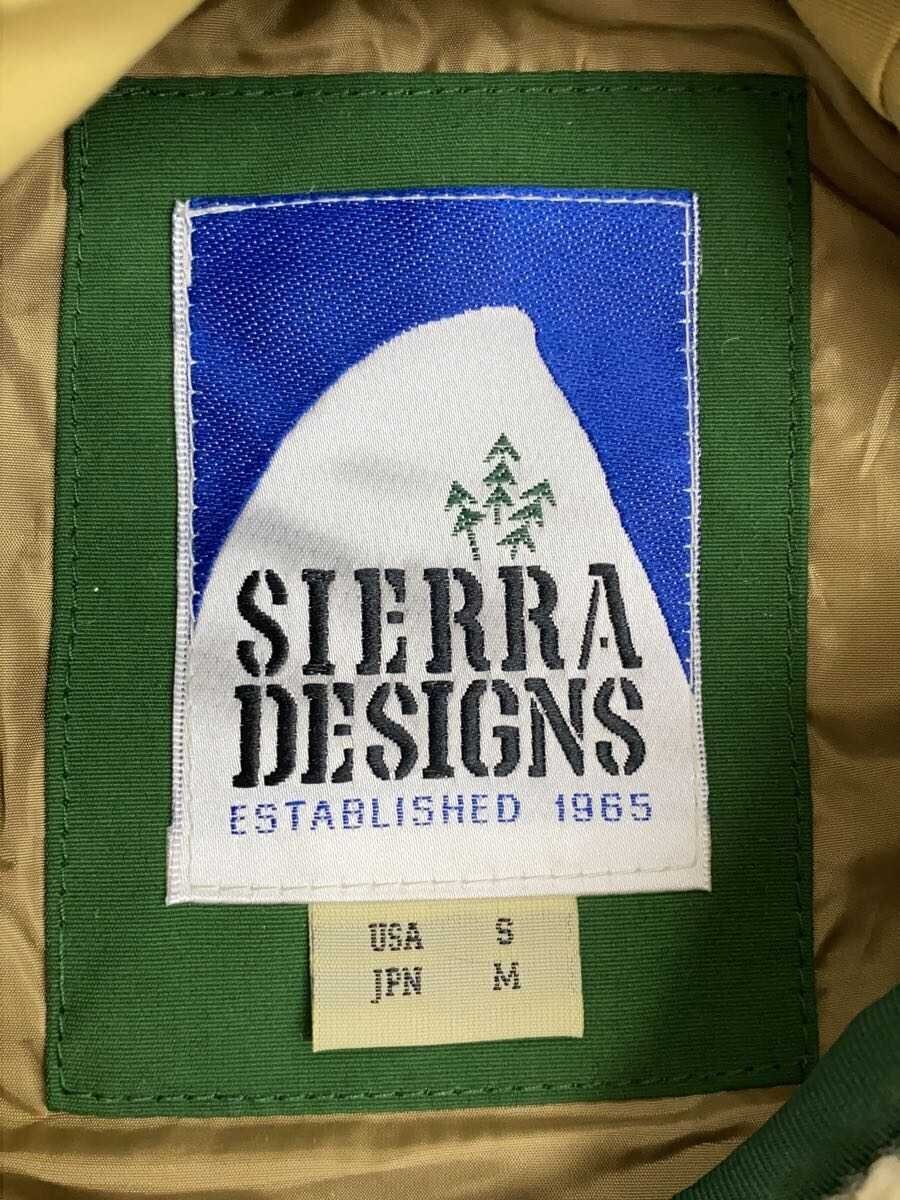 SIERRA
DESIGNS
ESTABLISHED 1965
USA S
JPN M